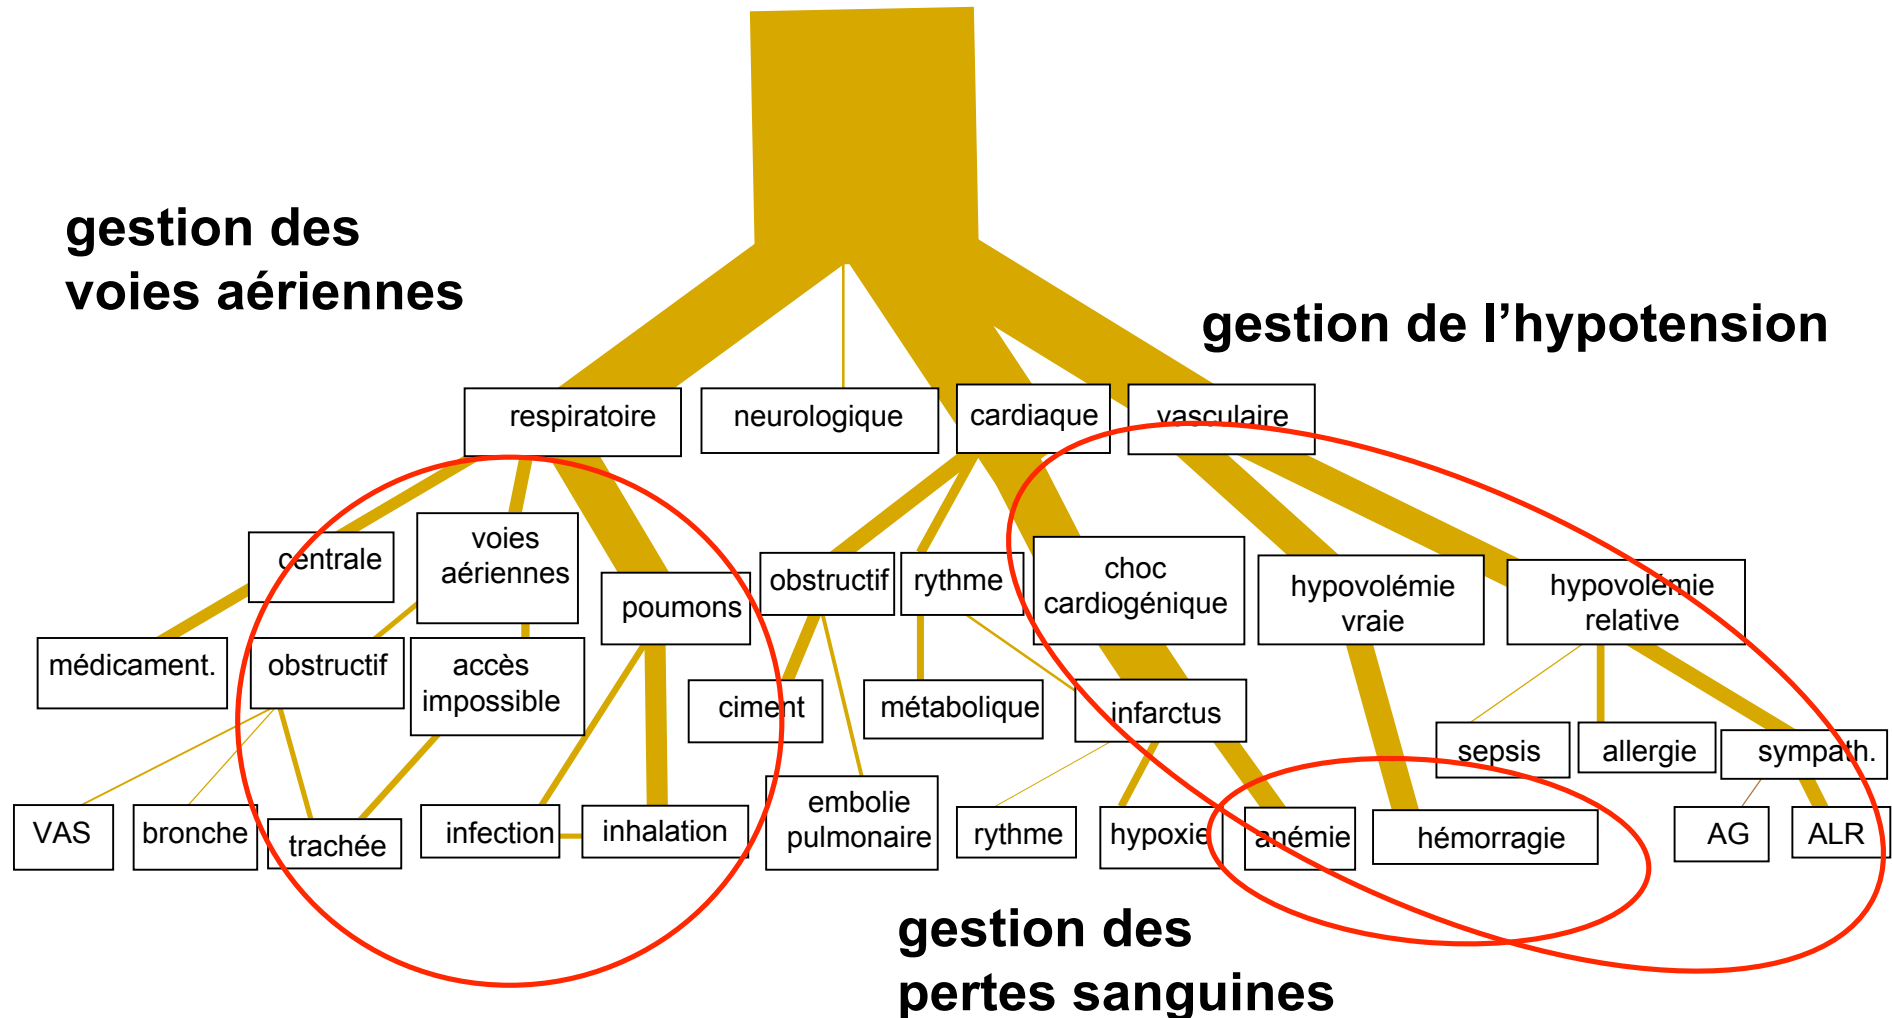 gestion des
voies aériennes
gestion de l’hypotension
respiratoire
neurologique
cardiaque
vasculaire
centrale
voies
aériennes
poumons
obstructif
rythme
choc
cardiogénique
hypovolémie
vraie
hypovolémie
relative
médicament.
obstructif
accès
impossible
ciment
métabolique
infarctus
sepsis
allergie
sympath.
VAS
bronche
trachée
infection
inhalation
embolie
pulmonaire
rythme
hypoxie
anémie
hémorragie
AG
ALR
gestion des
pertes sanguines